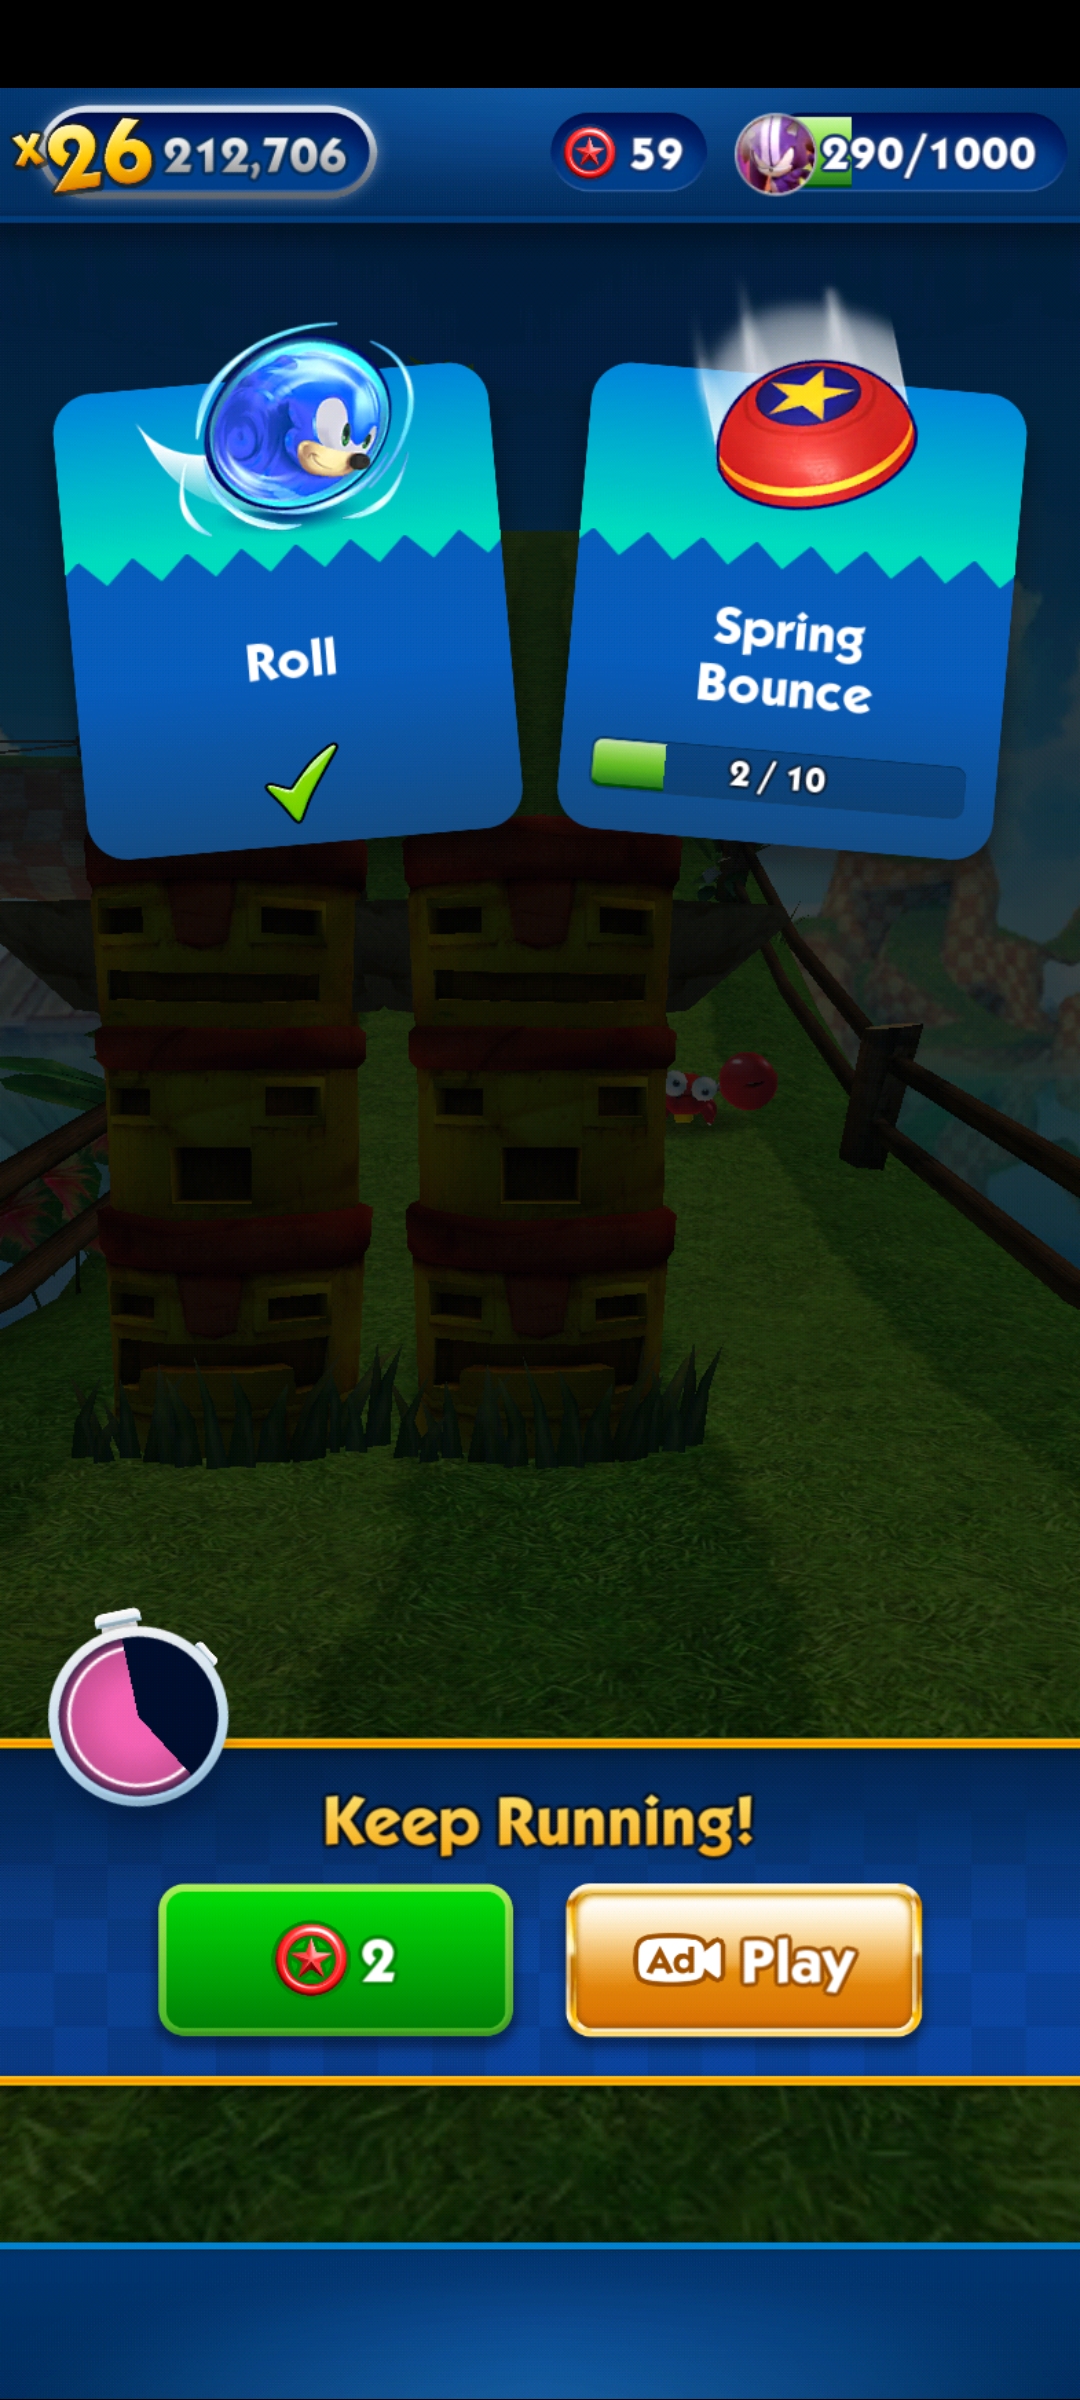 x26 212,706
59
290/1000
Roll
Spring
Bounce
2 / 10
Keep Running!
2
Ad Play